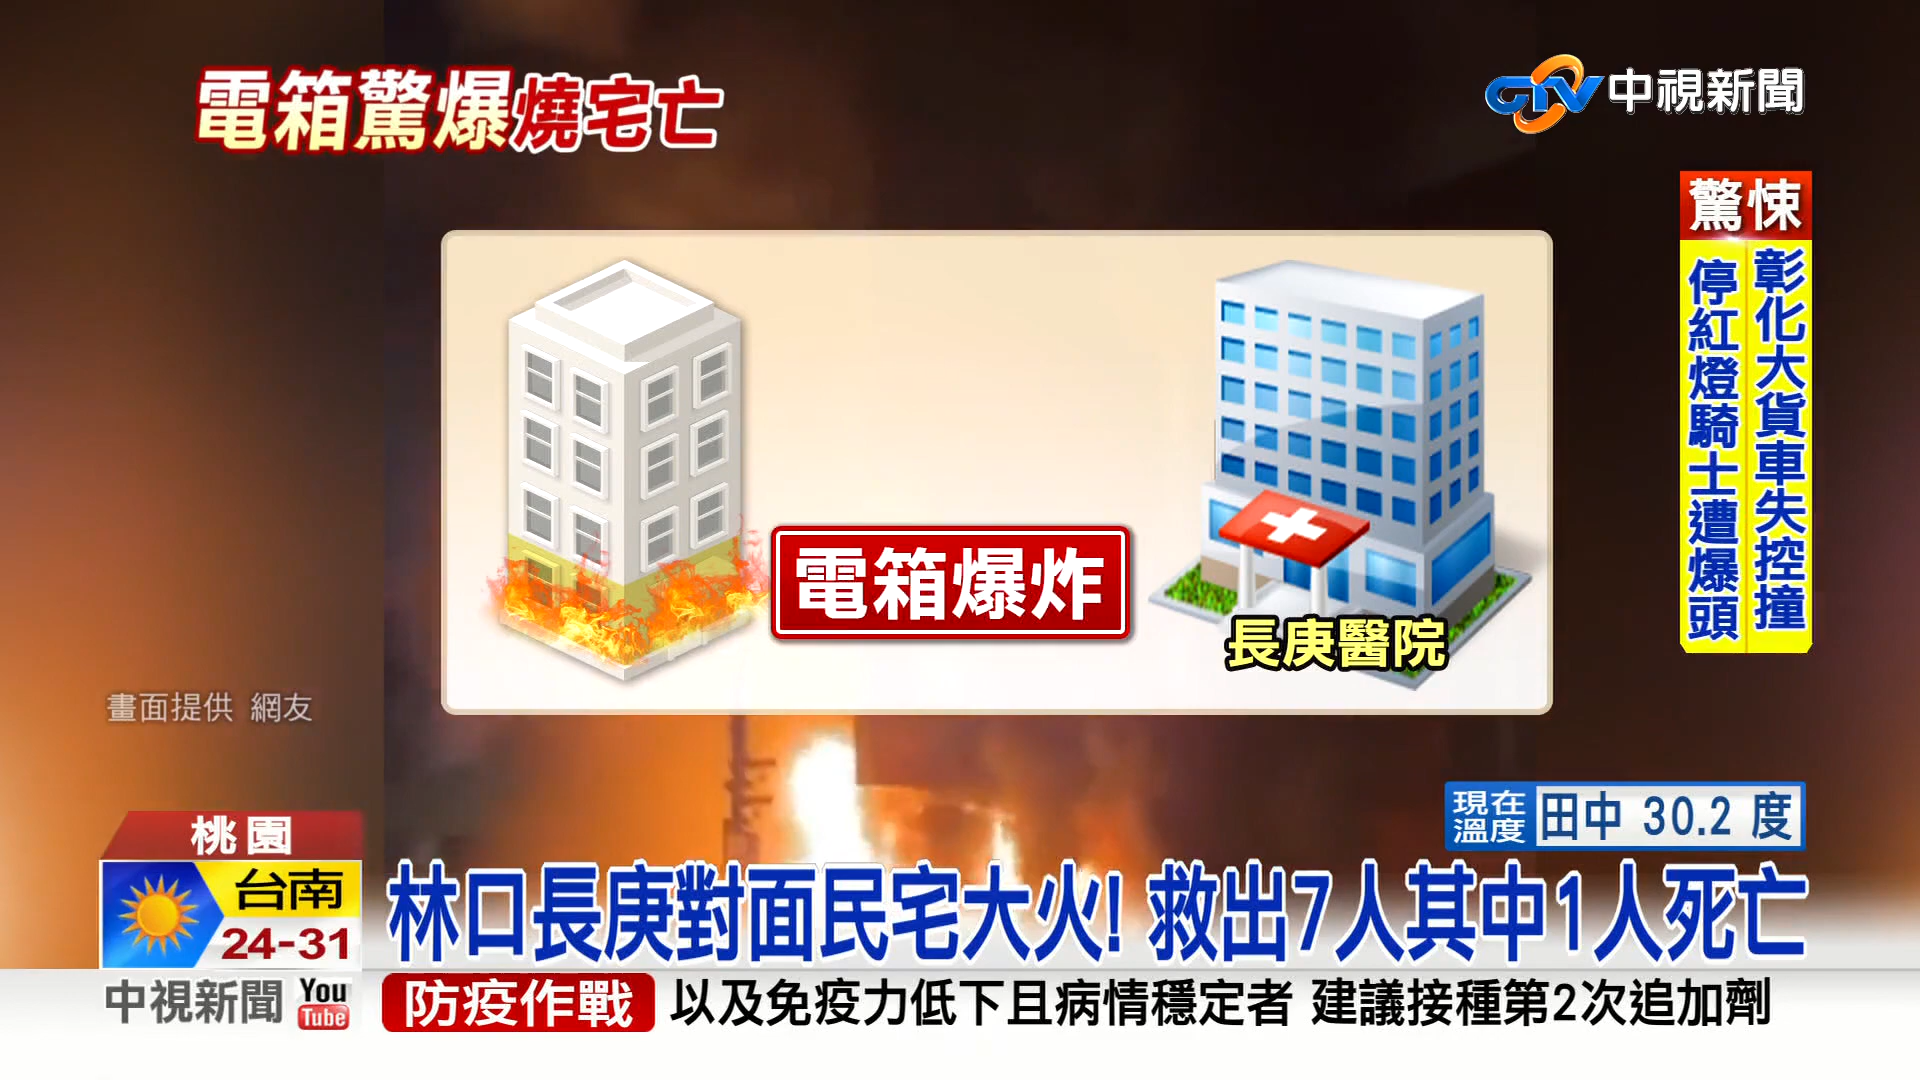 電箱驚爆燒宅亡
CTV中視新聞
驚悚
彰化大貨車失控撞
停紅燈騎士遭爆頭
電箱爆炸
長庚醫院
畫面提供 網友
現在溫度
田中 30.2 度
桃園
台南
24-31
林口長庚對面民宅大火! 救出7人其中1人死亡
中視新聞 YouTube
防疫作戰 以及免疫力低下且病情穩定者 建議接種第2次追加劑